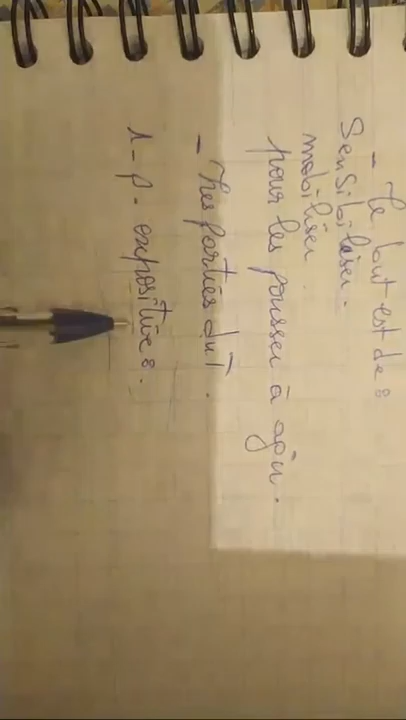 - Le but est de :
Sensibiliser.
mobiliser
pour les pousser à agir.
- Les parties du T.
1 - p. expositive :